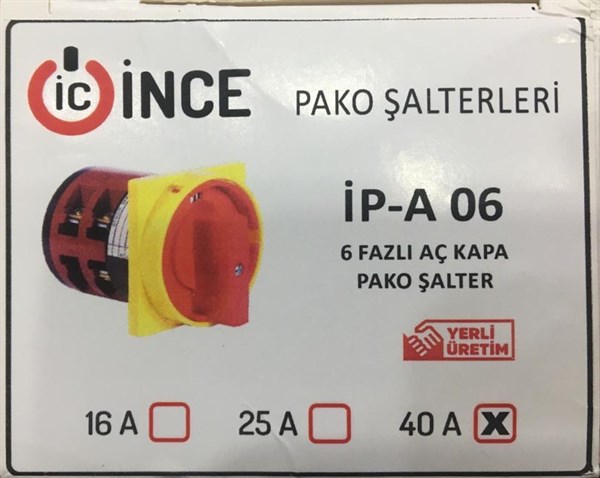 ic İNCE PAKO ŞALTERLERİ
İP-A 06
6 FAZLI AÇ KAPA
PAKO ŞALTER
YERLİ
ÜRETİM
16 A 25 A 40 A X